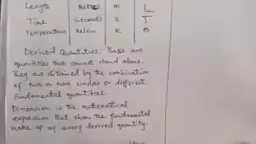 Length metres m L
Time Seconds s T
Temperature Kelvin K θ
Derived Quantities: These are
quantities that cannot stand alone.
They are obtained by the combination
of two or more similar or different
fundamental quantities.
Dimension is the mathematical
expression that show the fundamental
make up of every derived quantity